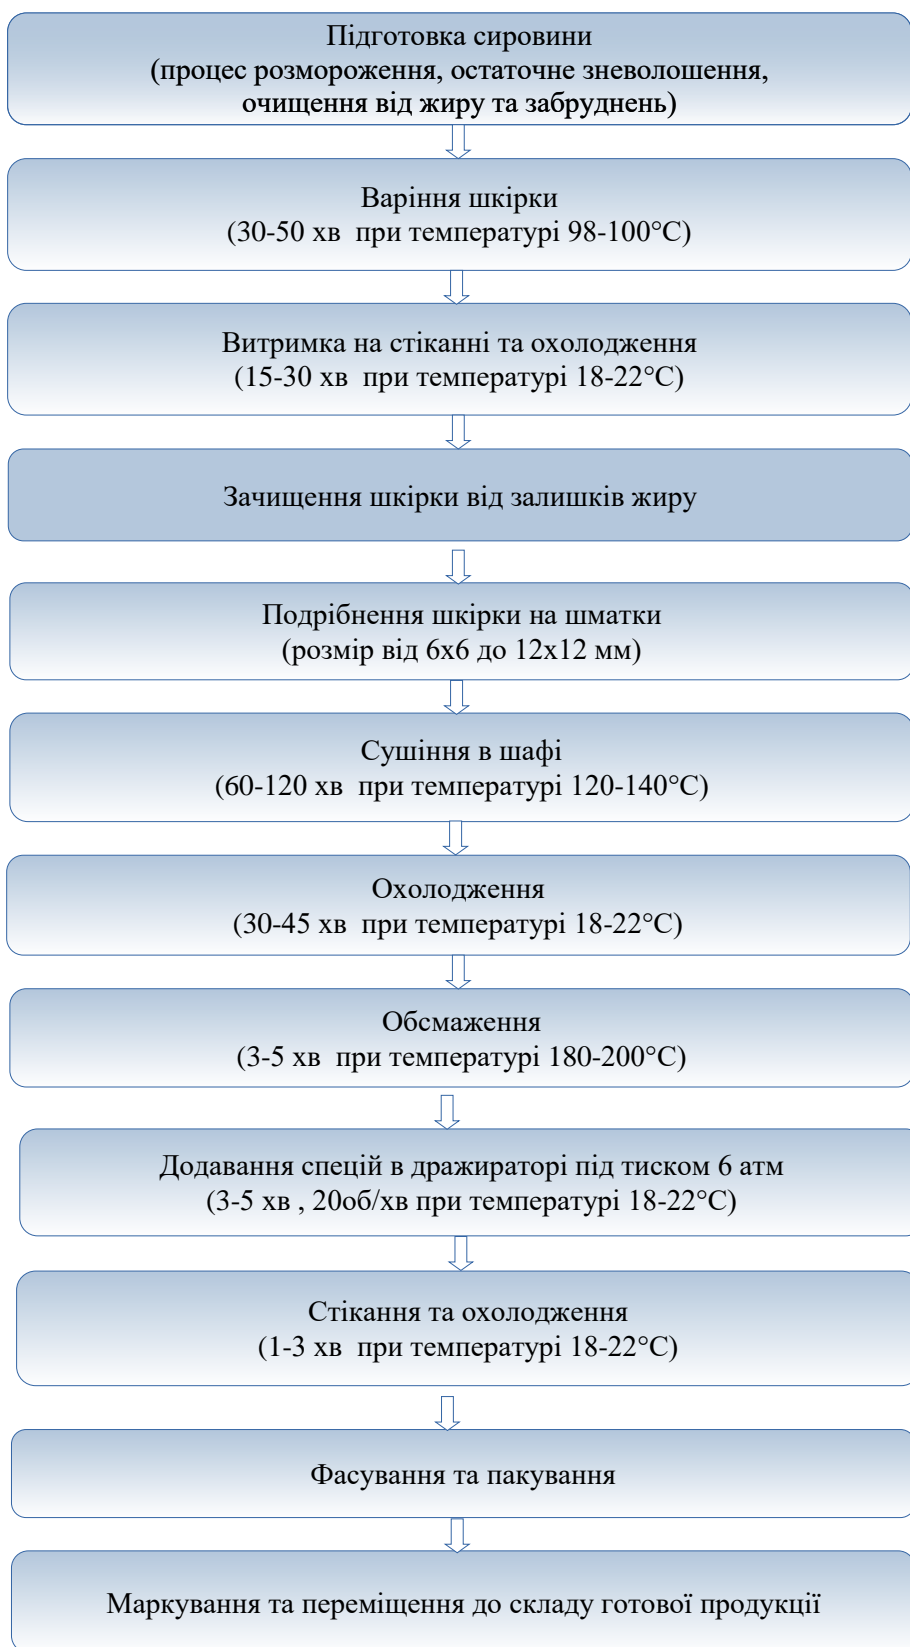 Підготовка сировини
(процес розмороження, остаточне зневолошення,
очищення від жиру та забруднень)
Варіння шкірки
(30-50 хв при температурі 98-100°С)
Витримка на стіканні та охолодження
(15-30 хв при температурі 18-22°С)
Зачищення шкірки від залишків жиру
Подрібнення шкірки на шматки
(розмір від 6х6 до 12х12 мм)
Сушіння в шафі
(60-120 хв при температурі 120-140°С)
Охолодження
(30-45 хв при температурі 18-22°С)
Обсмаження
(3-5 хв при температурі 180-200°С)
Додавання спецій в дражираторі під тиском 6 атм
(3-5 хв , 20об/хв при температурі 18-22°С)
Стікання та охолодження
(1-3 хв при температурі 18-22°С)
Фасування та пакування
Маркування та переміщення до складу готової продукції